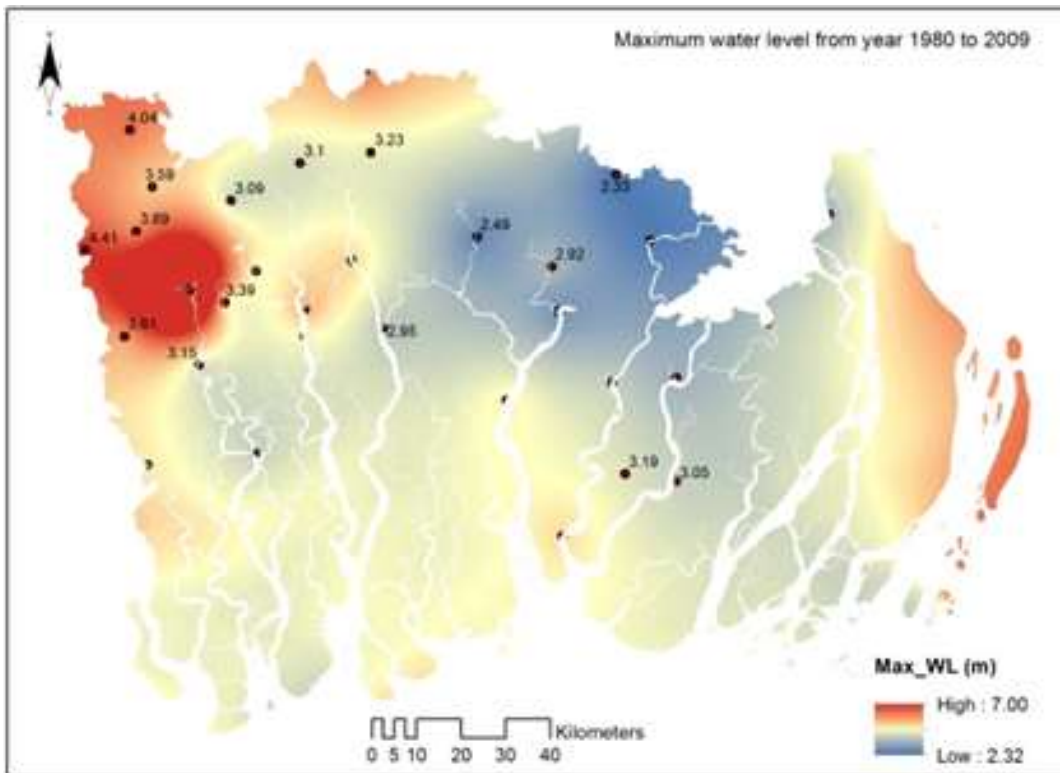 Maximum water level from year 1980 to 2009
4.04
3.23
3.1
3.59
2.33
3.09
3.89
2.49
4.41
2.92
3.39
2.95
3.61
3.15
3.19
3.05
Max_WL (m)
High : 7.00
Low : 2.32
Kilometers
0 5 10 20 30 40